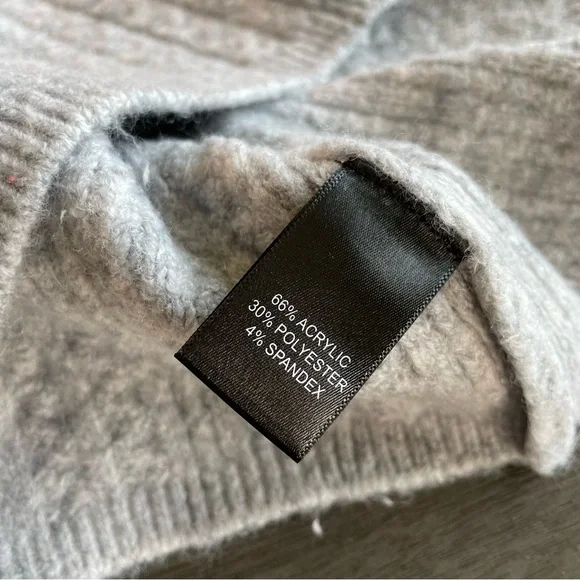 66% ACRYLIC
30% POLYESTER
4% SPANDEX